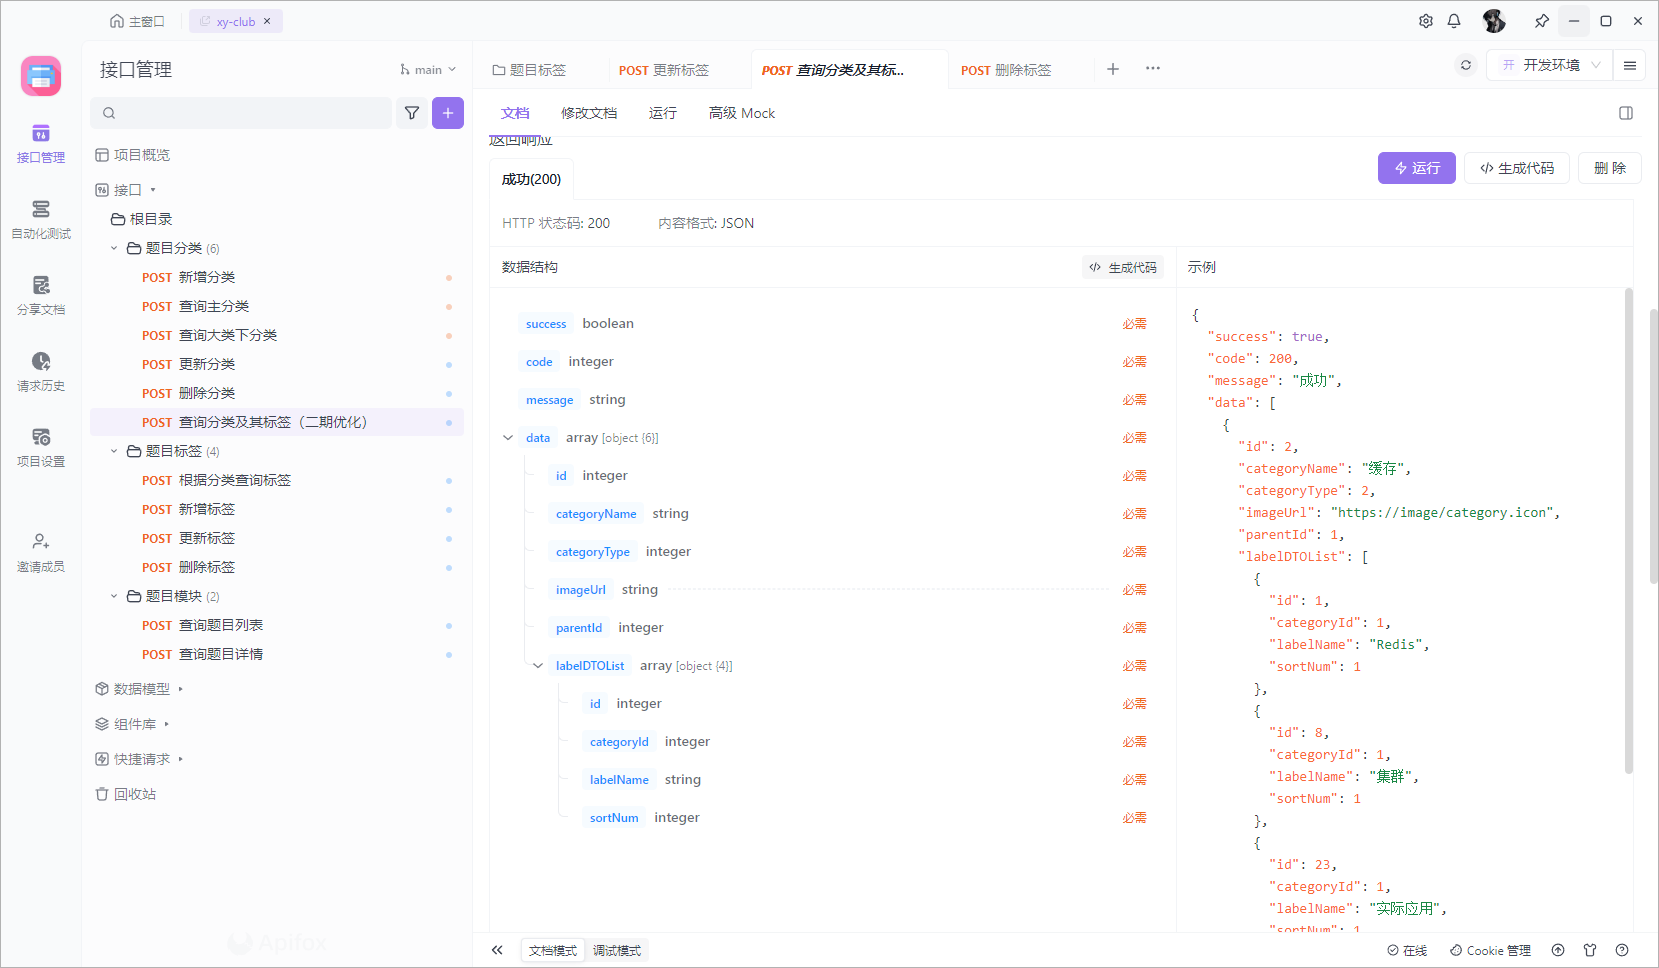 主窗口
xy-club
接口管理
自动化测试
分享文档
请求历史
项目设置
邀请成员
接口管理
main
项目概览
接口
根目录
题目分类 (6)
POST 新增分类
POST 查询主分类
POST 查询大类下分类
POST 更新分类
POST 删除分类
POST 查询分类及其标签（二期优化）
题目标签 (4)
POST 根据分类查询标签
POST 新增标签
POST 更新标签
POST 删除标签
题目模块 (2)
POST 查询题目列表
POST 查询题目详情
数据模型
组件库
快捷请求
回收站
Apifox
题目标签
POST 更新标签
POST 查询分类及其标...
POST 删除标签
开 开发环境
文档
修改文档
运行
高级 Mock
返回响应
运行
生成代码
删 除
成功(200)
HTTP 状态码: 200
内容格式: JSON
数据结构
生成代码
示例
success boolean 必需
code integer 必需
message string 必需
data array [object {6}] 必需
id integer 必需
categoryName string 必需
categoryType integer 必需
imageUrl string 必需
parentId integer 必需
labelDTOList array [object {4}] 必需
id integer 必需
categoryId integer 必需
labelName string 必需
sortNum integer 必需
{
"success": true,
"code": 200,
"message": "成功",
"data": [
{
"id": 2,
"categoryName": "缓存",
"categoryType": 2,
"imageUrl": "https://image/category.icon",
"parentId": 1,
"labelDTOList": [
{
"id": 1,
"categoryId": 1,
"labelName": "Redis",
"sortNum": 1
},
{
"id": 8,
"categoryId": 1,
"labelName": "集群",
"sortNum": 1
},
{
"id": 23,
"categoryId": 1,
"labelName": "实际应用",
"sortNum": 1
文档模式
调试模式
在线
Cookie 管理